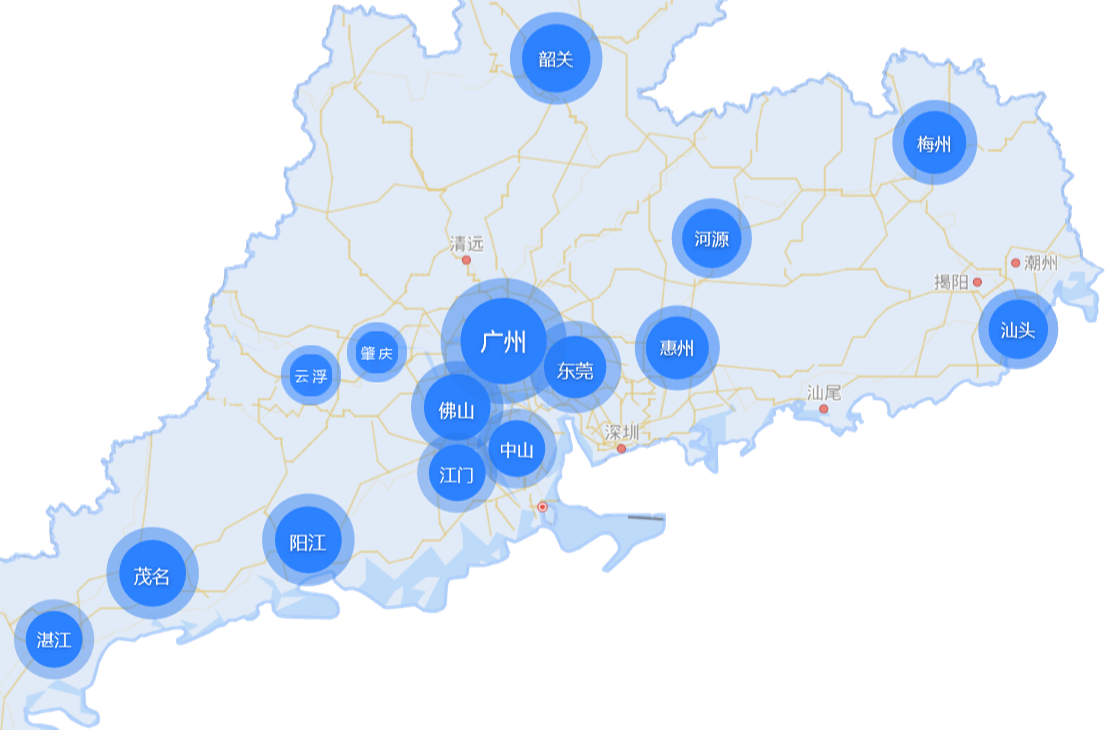 韶关
梅州
河源
清远
潮州
揭阳
汕头
广州
惠州
肇庆
东莞
云浮
汕尾
佛山
深圳
中山
江门
阳江
茂名
湛江